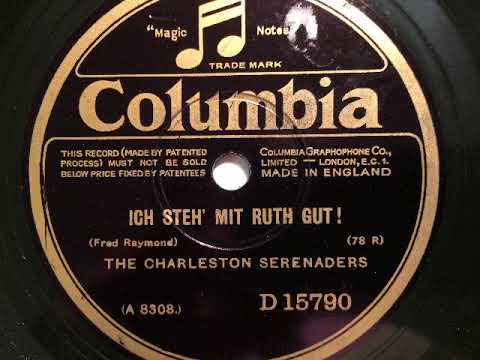 "Magic Notes"
TRADE MARK
Columbia
THIS RECORD (MADE BY PATENTED
PROCESS) MUST NOT BE SOLD
BELOW PRICE FIXED BY PATENTEES
COLUMBIA GRAPHOPHONE CO.,
LIMITED — LONDON, E.C. 1.
MADE IN ENGLAND
ICH STEH' MIT RUTH GUT!
(Fred Raymond) (78 R)
THE CHARLESTON SERENADERS
(A 8308.) D 15790